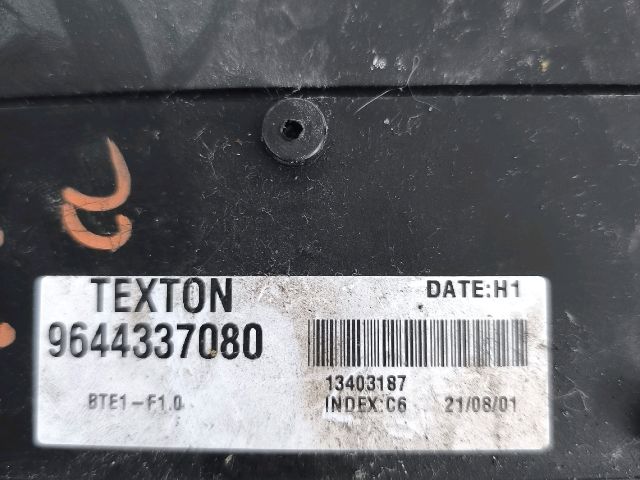 TEXTON
DATE:H1
9644337080
13403187
BTE1-F1.0
INDEX:C6 21/08/01